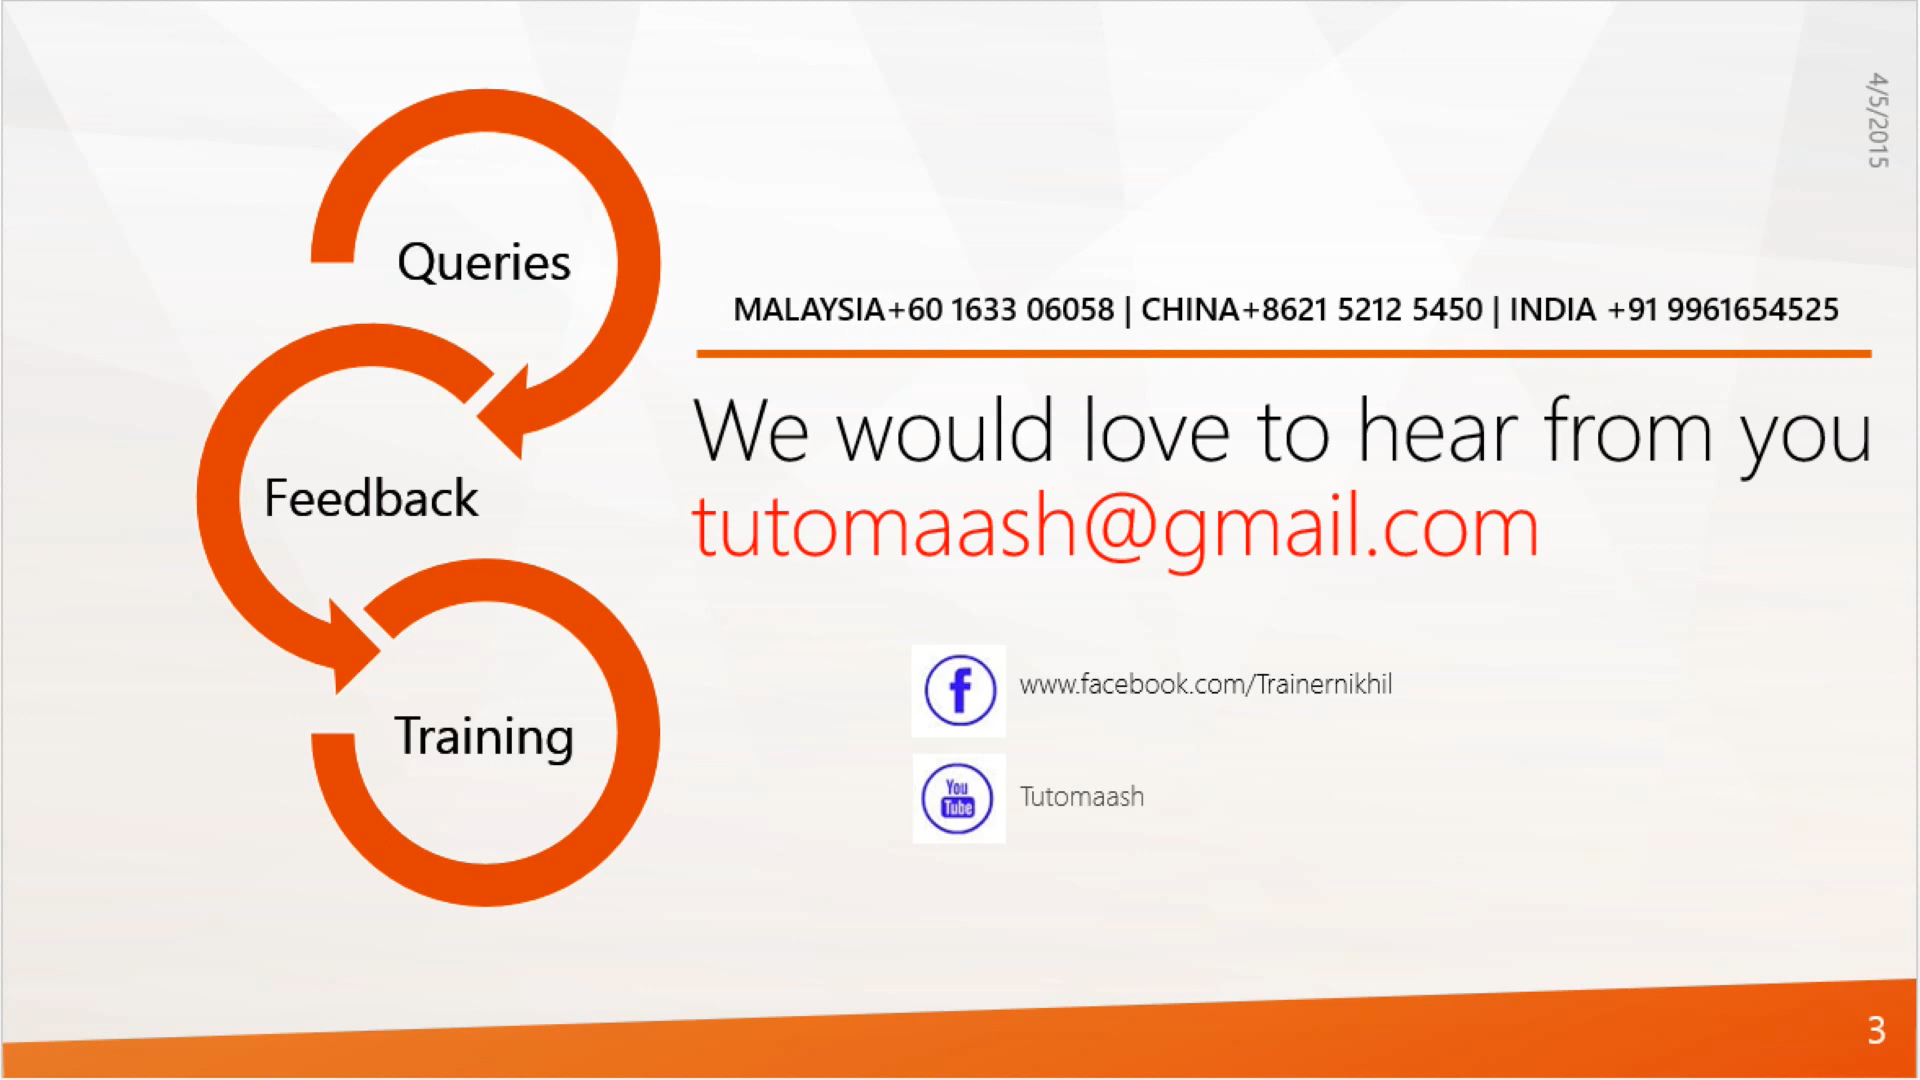 4/5/2015
Queries
Feedback
Training
MALAYSIA+60 1633 06058 | CHINA+8621 5212 5450 | INDIA +91 9961654525
We would love to hear from you
tutomaash@gmail.com
f
www.facebook.com/Trainernikhil
You
Tube
Tutomaash
3